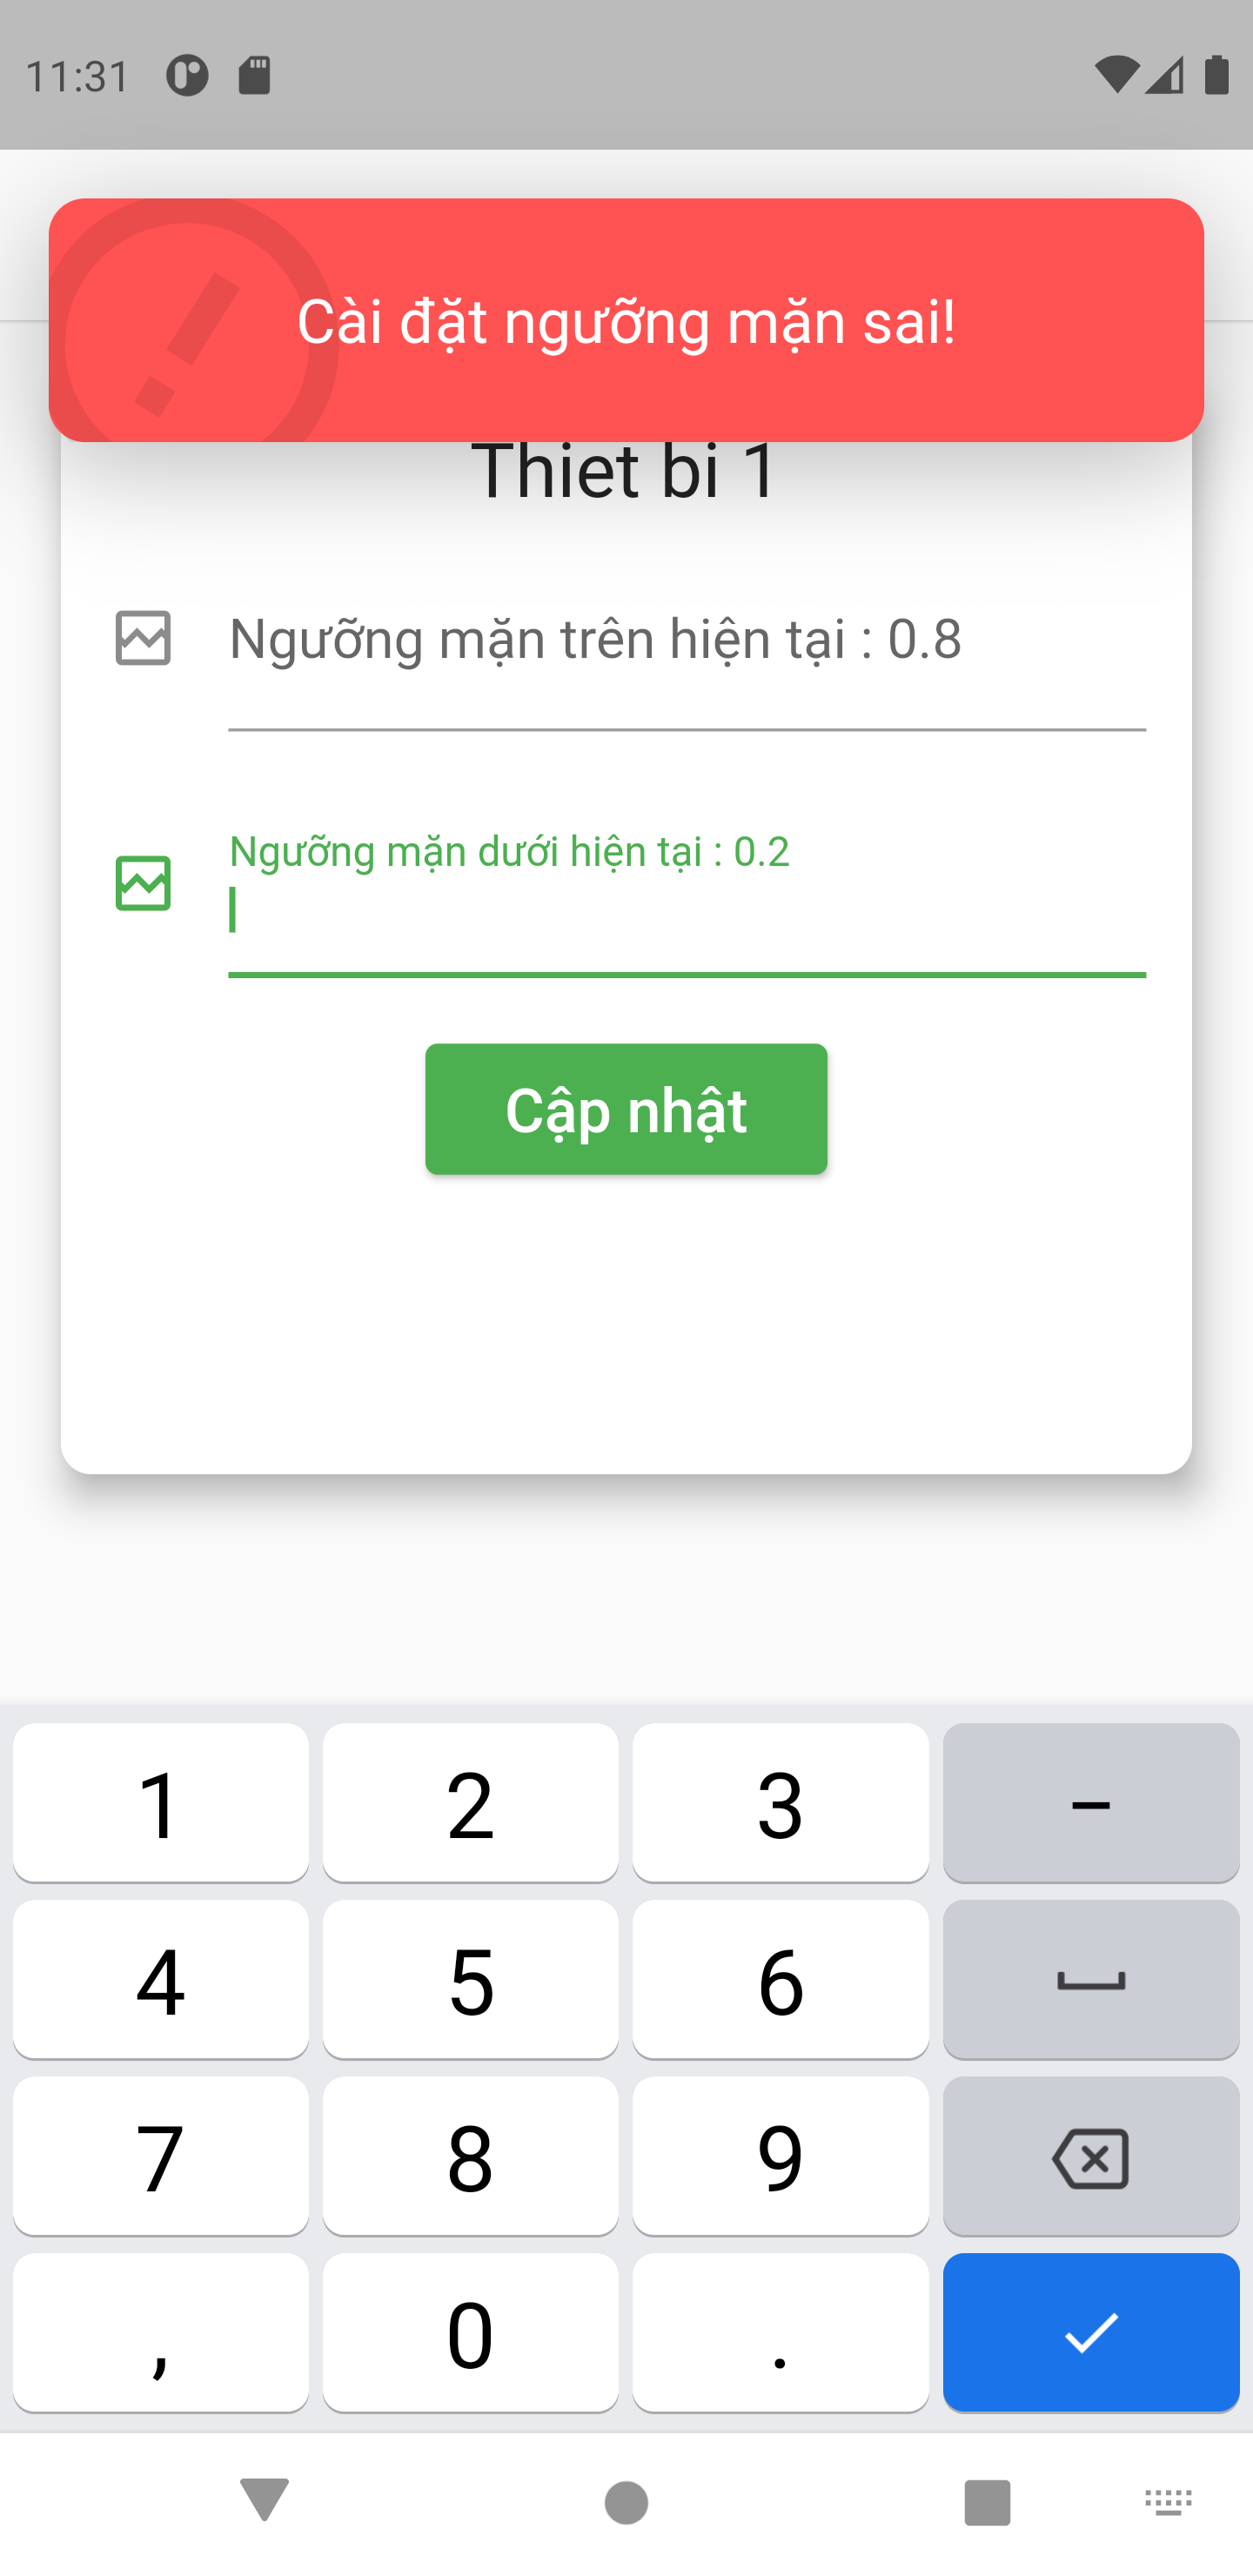 11:31
Cài đặt ngưỡng mặn sai!
Thiet bi 1
Ngưỡng mặn trên hiện tại : 0.8
Ngưỡng mặn dưới hiện tại : 0.2
Cập nhật
1 2 3 –
4 5 6
7 8 9
, 0 .